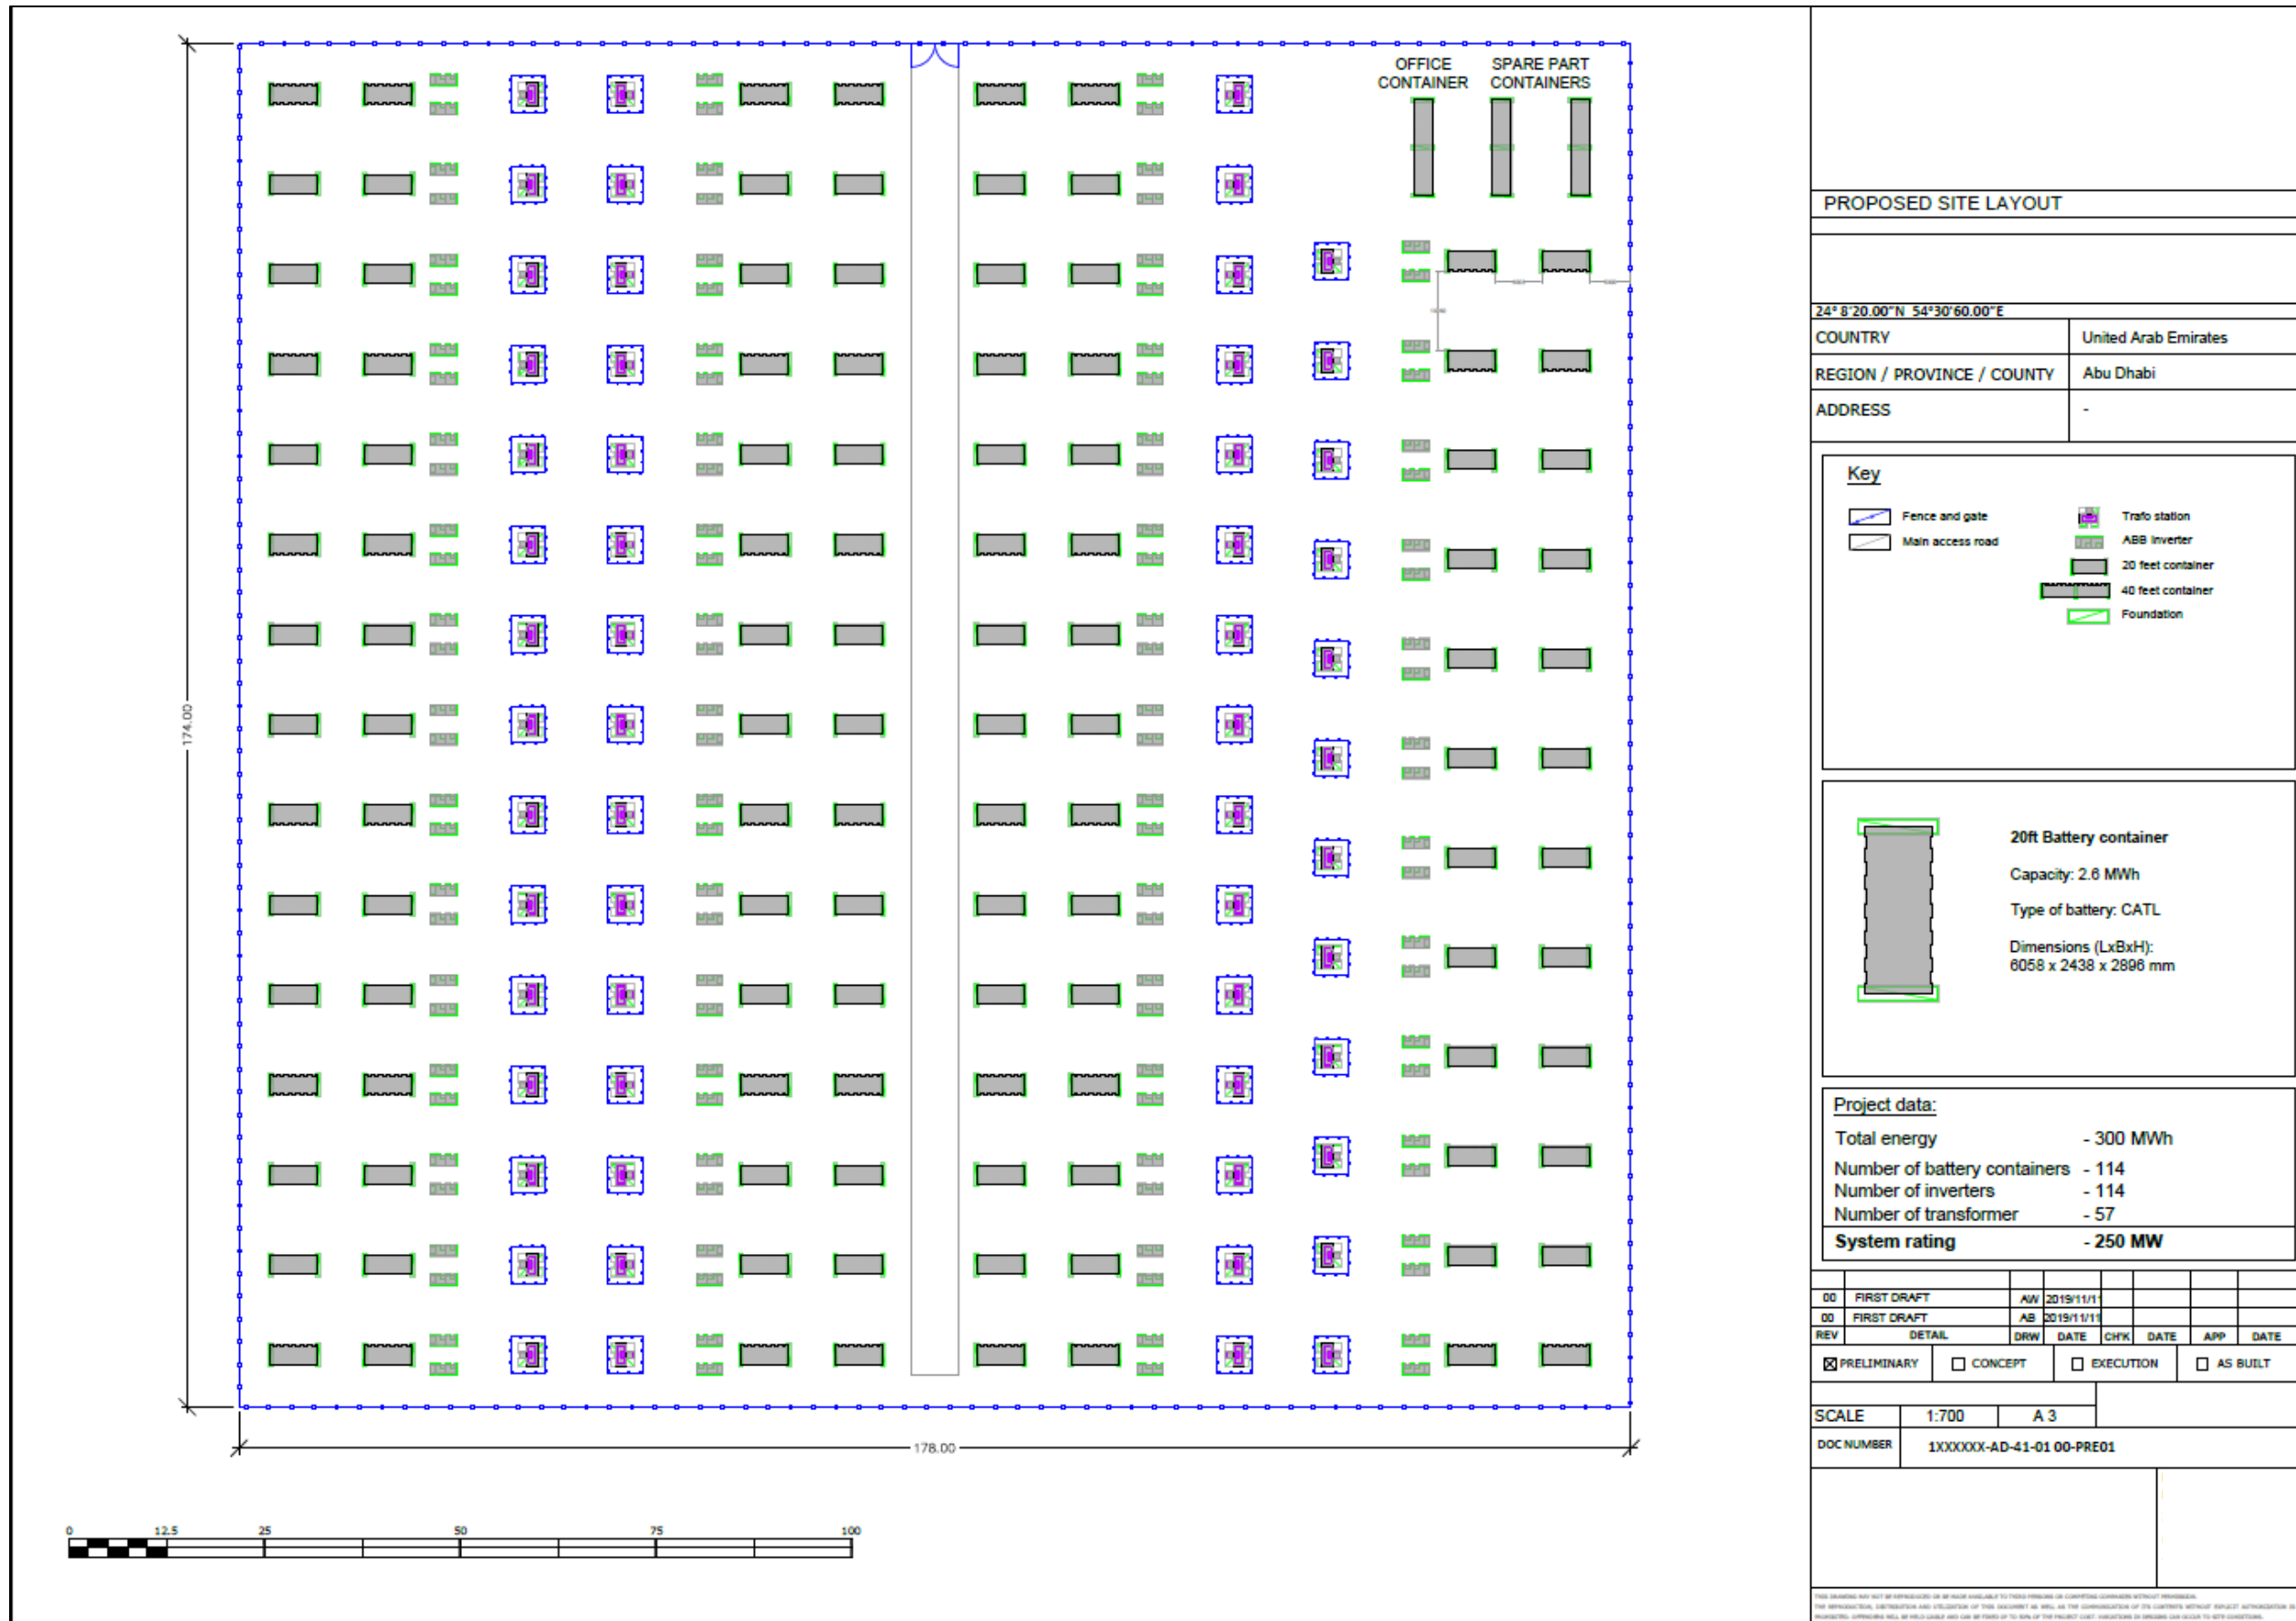 OFFICE CONTAINER
SPARE PART CONTAINERS
174.00
178.00
0 12.5 25 50 75 100
PROPOSED SITE LAYOUT
24° 8'20.00"N 54°30'60.00"E
COUNTRY United Arab Emirates
REGION / PROVINCE / COUNTY Abu Dhabi
ADDRESS -
Key
Fence and gate
Main access road
Trafo station
ABB Inverter
20 feet container
40 feet container
Foundation
20ft Battery container
Capacity: 2.6 MWh
Type of battery: CATL
Dimensions (LxBxH):
6058 x 2438 x 2896 mm
Project data:
Total energy - 300 MWh
Number of battery containers - 114
Number of inverters - 114
Number of transformer - 57
System rating - 250 MW
00 FIRST DRAFT AW 2019/11/11
00 FIRST DRAFT AB 2019/11/11
REV DETAIL DRW DATE CH'K DATE APP DATE
PRELIMINARY CONCEPT EXECUTION AS BUILT
SCALE 1:700 A 3
DOC NUMBER 1XXXXXX-AD-41-01 00-PRE01